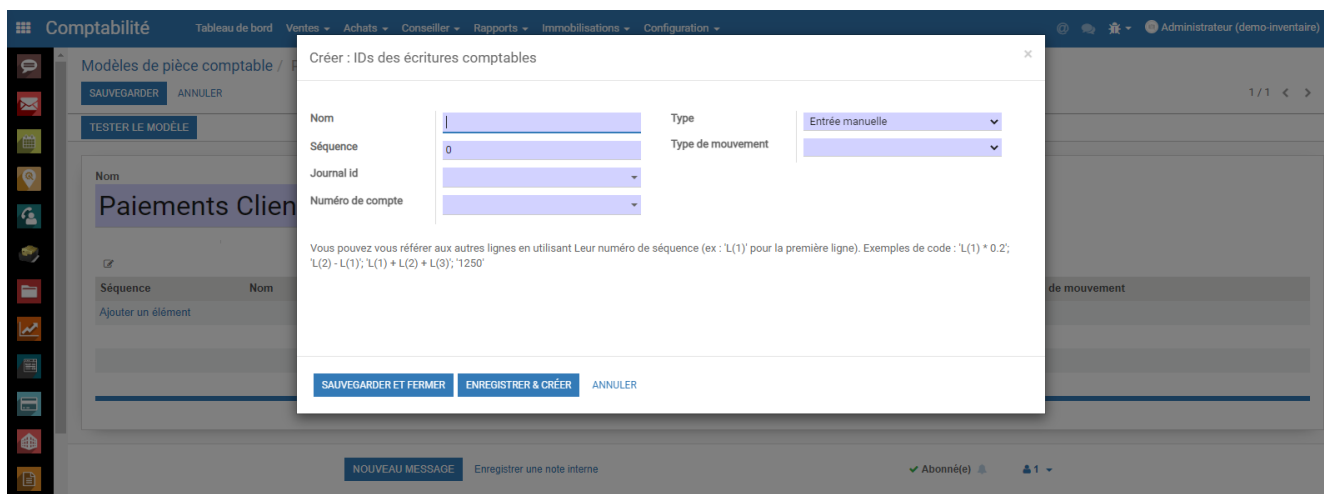 Comptabilité Tableau de bord Ventes Achats Conseiller Rapports Immobilisations Configuration @ Administrateur (demo-inventaire)
Modèles de pièce comptable /
SAUVEGARDER ANNULER 1 / 1
TESTER LE MODÈLE
Nom
Paiements Clien
Séquence Nom de mouvement
Ajouter un élément
Créer : IDs des écritures comptables ×
Nom Type Entrée manuelle
Séquence 0 Type de mouvement
Journal id
Numéro de compte
Vous pouvez vous référer aux autres lignes en utilisant Leur numéro de séquence (ex : 'L(1)' pour la première ligne). Exemples de code : 'L(1) * 0.2';
'L(2) - L(1)'; 'L(1) + L(2) + L(3)'; '1250'
SAUVEGARDER ET FERMER ENREGISTRER & CRÉER ANNULER
NOUVEAU MESSAGE Enregistrer une note interne Abonné(e) 1